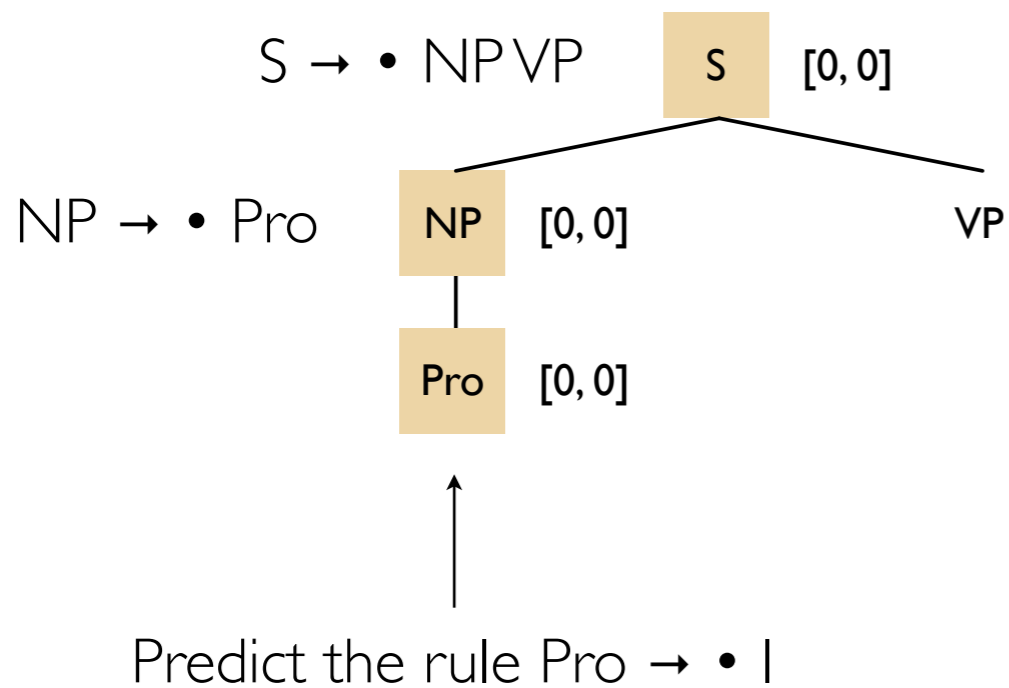 S → • NP VP S [0, 0]
NP → • Pro NP [0, 0] VP
Pro [0, 0]
Predict the rule Pro → • I